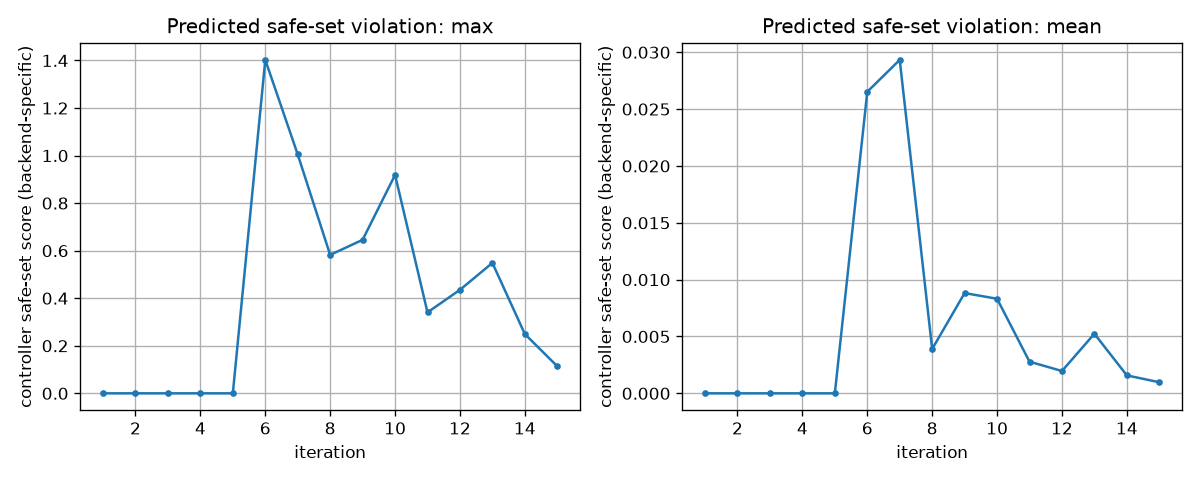 Predicted safe-set violation: max
controller safe-set score (backend-specific)
1.4
1.2
1.0
0.8
0.6
0.4
0.2
0.0
2 4 6 8 10 12 14
iteration
Predicted safe-set violation: mean
controller safe-set score (backend-specific)
0.030
0.025
0.020
0.015
0.010
0.005
0.000
2 4 6 8 10 12 14
iteration